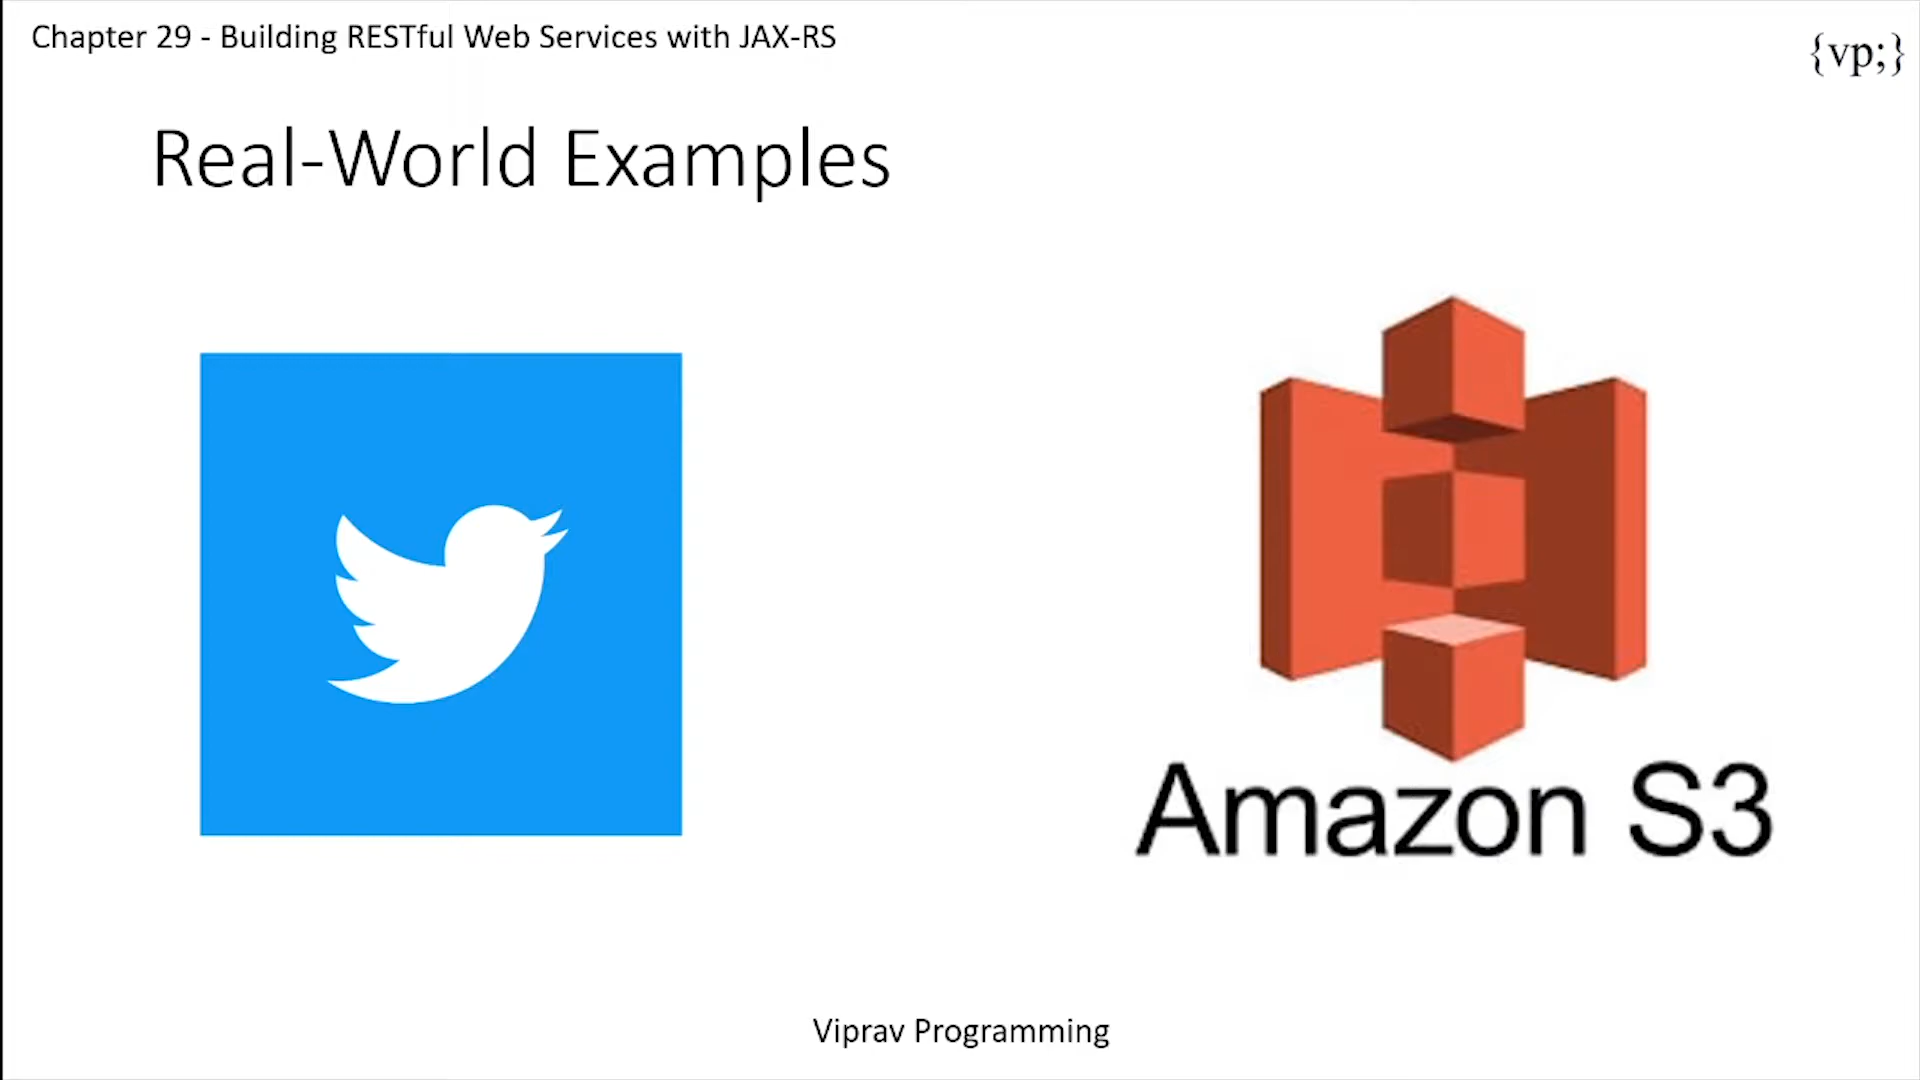 Chapter 29 - Building RESTful Web Services with JAX-RS
{vp;}
Real-World Examples
Amazon S3
Viprav Programming